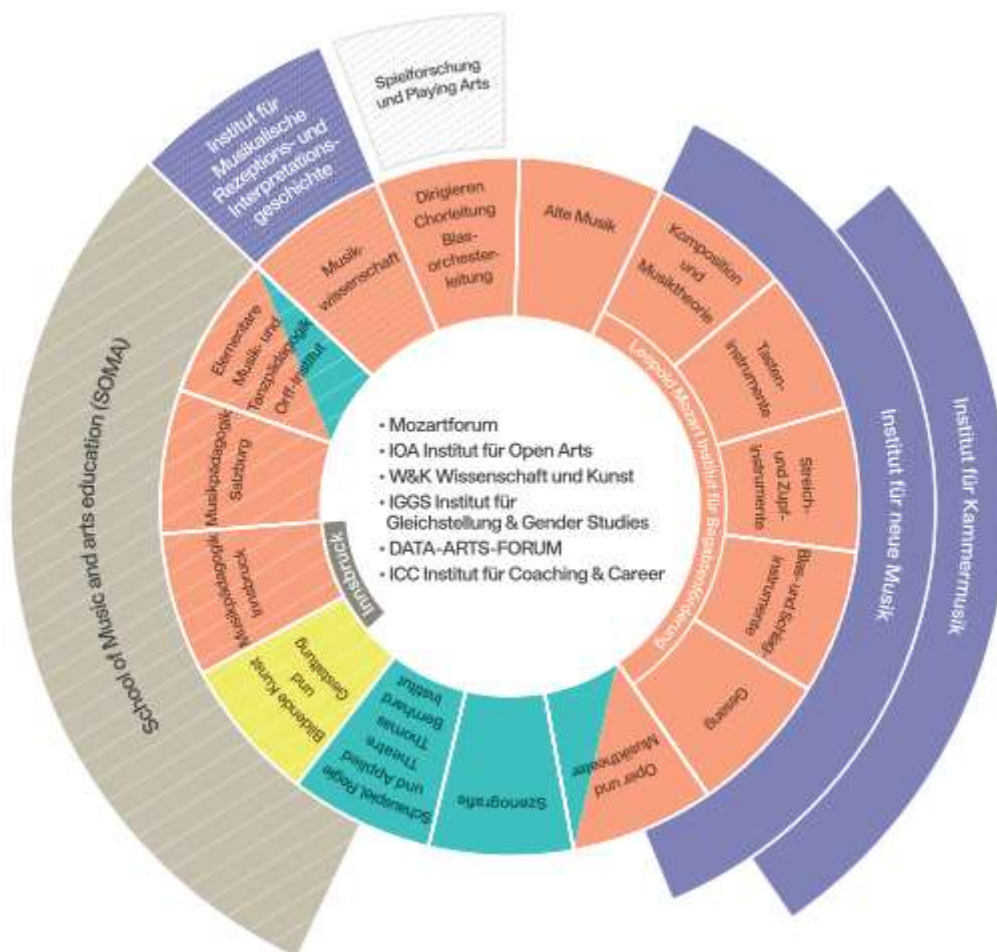 Spielforschung
und Playing Arts
Institut für
Musikalische
Rezeptions- und
Interpretations-
geschichte
School of Music and arts education (SOMA)
Institut für neue Musik
Institut für Kammermusik
Dirigieren
Chorleitung
Blas-
orchester-
leitung
Alte Musik
Komposition
und
Musiktheorie
Tasten-
instrumente
Streich-
und Zupf-
instrumente
Blas- und Schlag-
instrumente
Gesang
Oper und
Musiktheater
Szenografie
Schauspiel, Regie
und Applied
Theatre
Thomas
Bernhard
Institut
Bildende Kunst
und
Gestaltung
Musikpädagogik
Innsbruck
Musikpädagogik
Salzburg
Elementare
Musik- und
Tanzpädagogik
Orff-Institut
Musik-
wissenschaft
Leopold Mozart Institut für Begabtenförderung
Innsbruck
• Mozartforum
• IOA Institut für Open Arts
• W&K Wissenschaft und Kunst
• IGGS Institut für
Gleichstellung & Gender Studies
• DATA-ARTS-FORUM
• ICC Institut für Coaching & Career